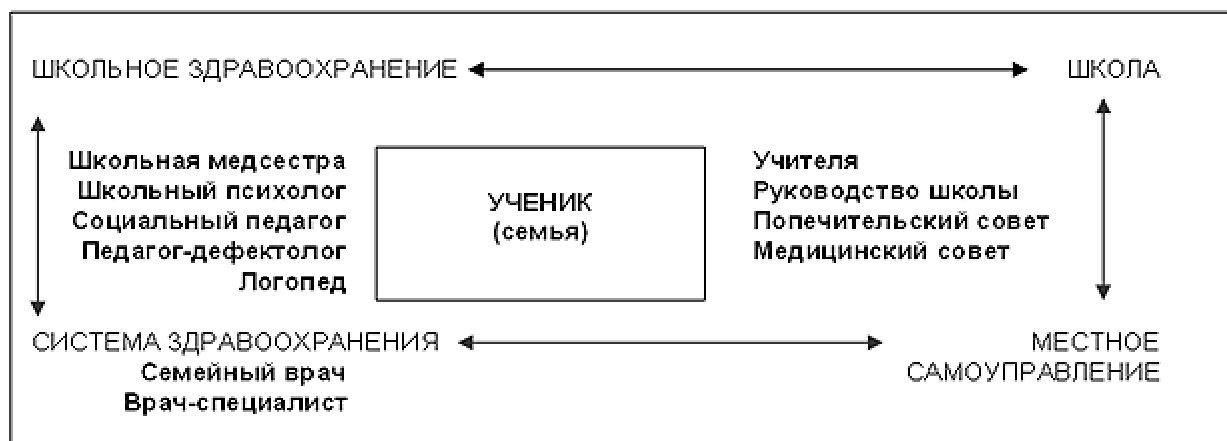 ШКОЛЬНОЕ ЗДРАВООХРАНЕНИЕ
ШКОЛА
Школьная медсестра
Школьный психолог
Социальный педагог
Педагог-дефектолог
Логопед
УЧЕНИК
(семья)
Учителя
Руководство школы
Попечительский совет
Медицинский совет
СИСТЕМА ЗДРАВООХРАНЕНИЯ
Семейный врач
Врач-специалист
МЕСТНОЕ
САМОУПРАВЛЕНИЕ